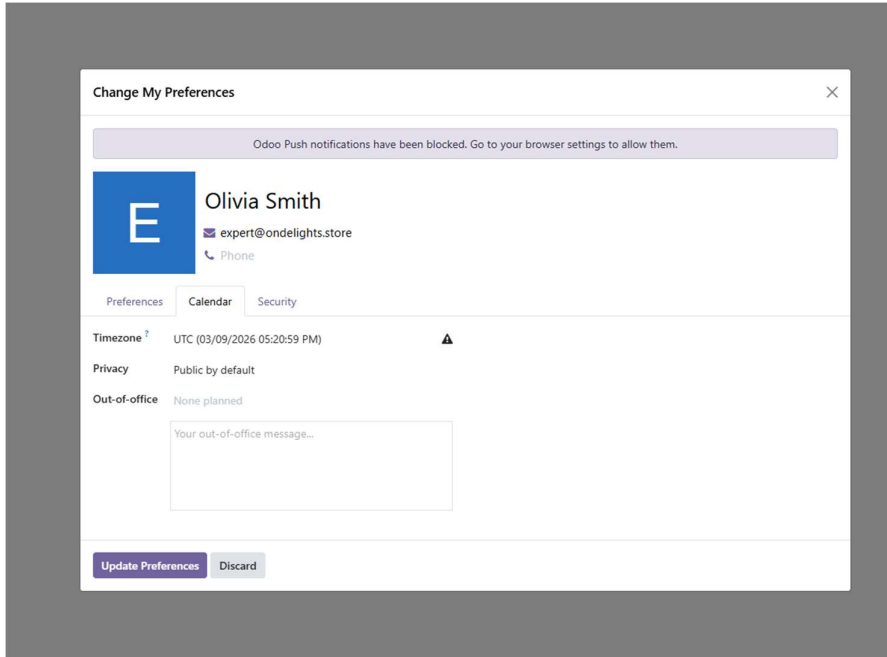 Change My Preferences
Odoo Push notifications have been blocked. Go to your browser settings to allow them.
E
Olivia Smith
expert@ondelights.store
Phone
Preferences Calendar Security
Timezone ? UTC (03/09/2026 05:20:59 PM)
Privacy Public by default
Out-of-office None planned
Your out-of-office message...
Update Preferences Discard